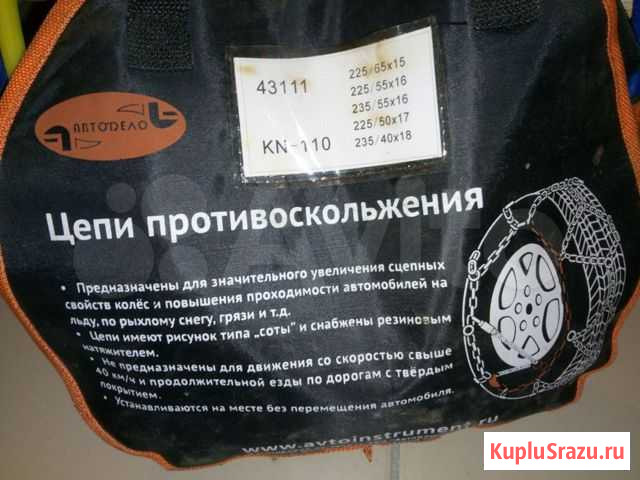 43111
KN-110
225/65x15
225/55x16
235/55x16
225/50x17
235/40x18
АВТОDЕЛО
Цепи противоскольжения
• Предназначены для значительного увеличения сцепных
свойств колёс и повышения проходимости автомобилей на
льду, по рыхлому снегу, грязи и т.д.
• Цепи имеют рисунок типа „соты" и снабжены резиновым
натяжителем.
• Не предназначены для движения со скоростью свыше
40 км/ч и продолжительной езды по дорогам с твёрдым
покрытием.
• Устанавливаются на месте без перемещения автомобиля.
www.avtoinstrument.ru
Avito
KupluSrazu.ru